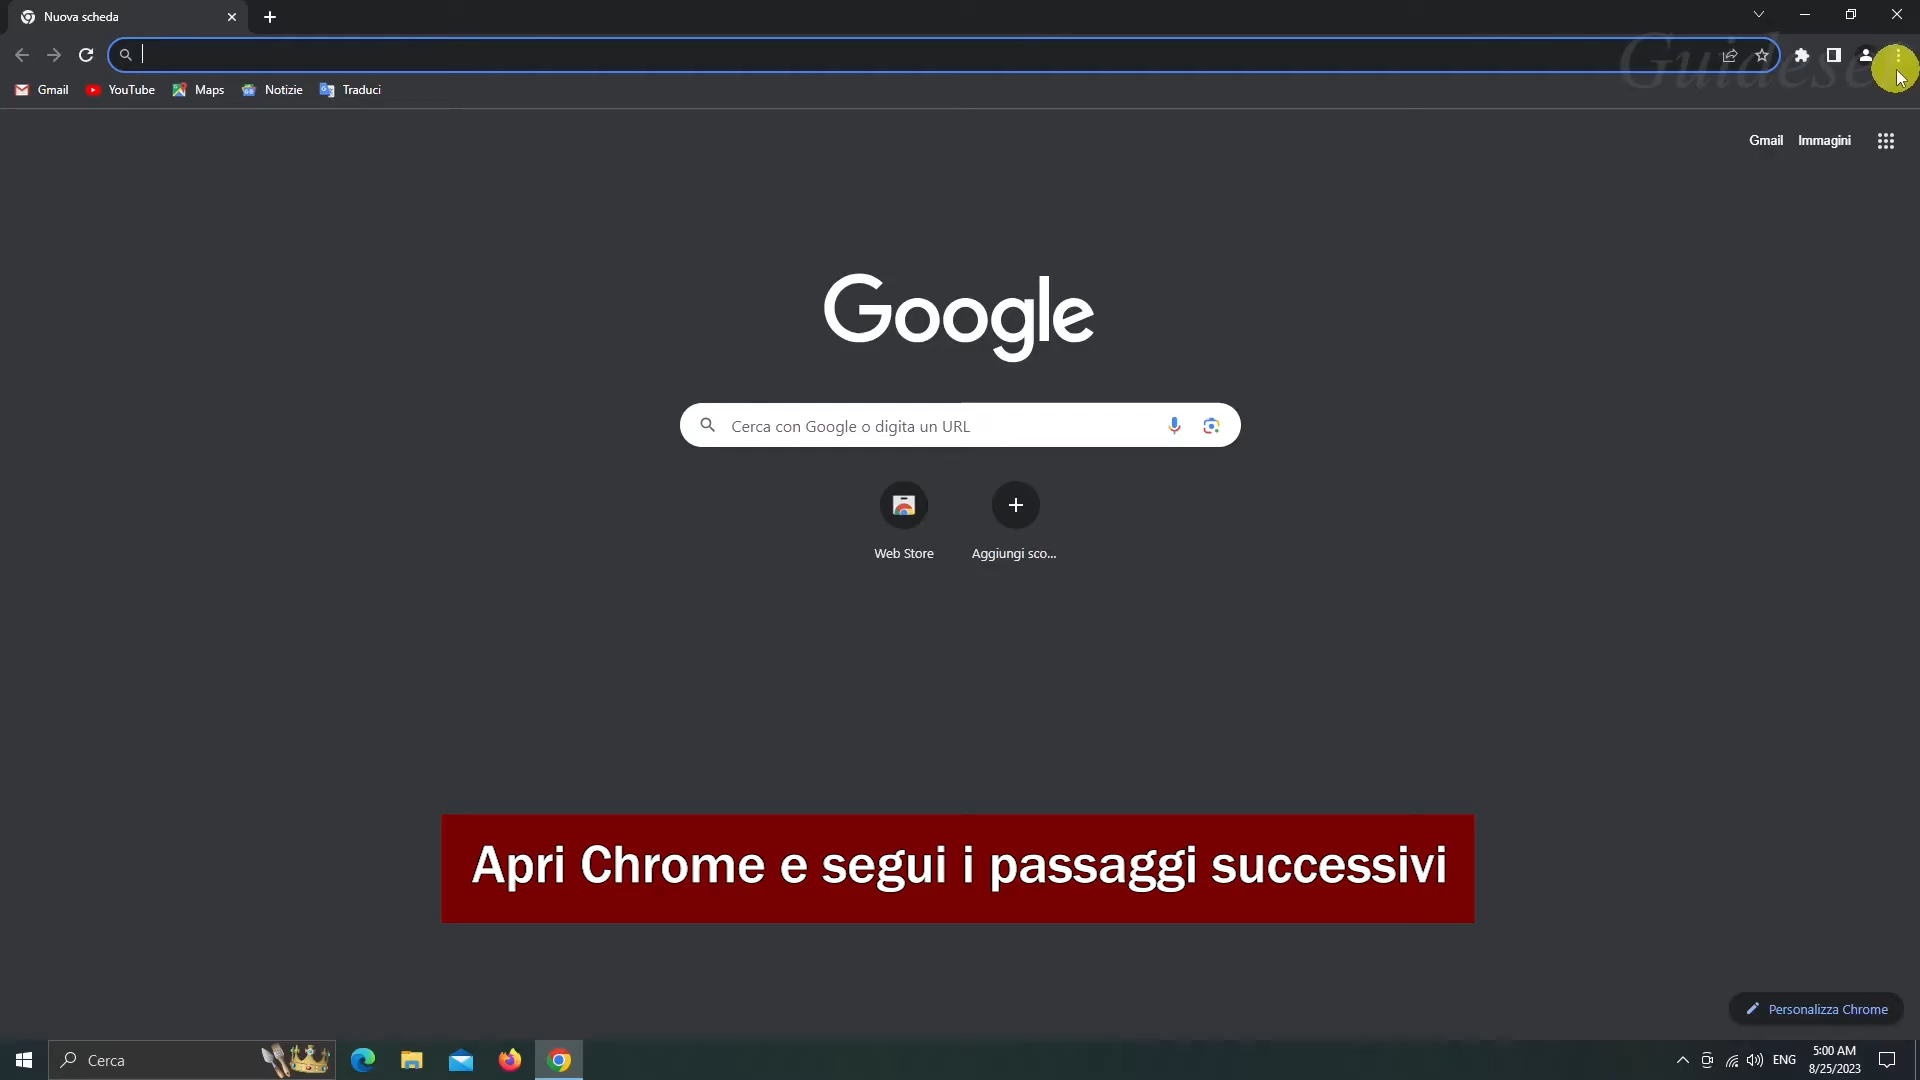 Nuova scheda
Gmail YouTube Maps Notizie Traduci
Gmail Immagini
Google
Cerca con Google o digita un URL
Web Store Aggiungi sco...
Apri Chrome e segui i passaggi successivi
Personalizza Chrome
Cerca
ENG
5:00 AM
8/25/2023